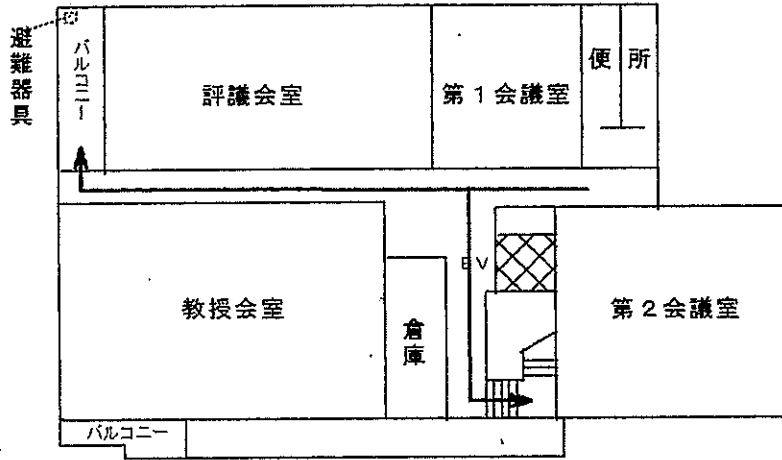 避難器具
バルコニー
評議会室
第1会議室
便所
EV
教授会室
倉庫
第2会議室
バルコニー